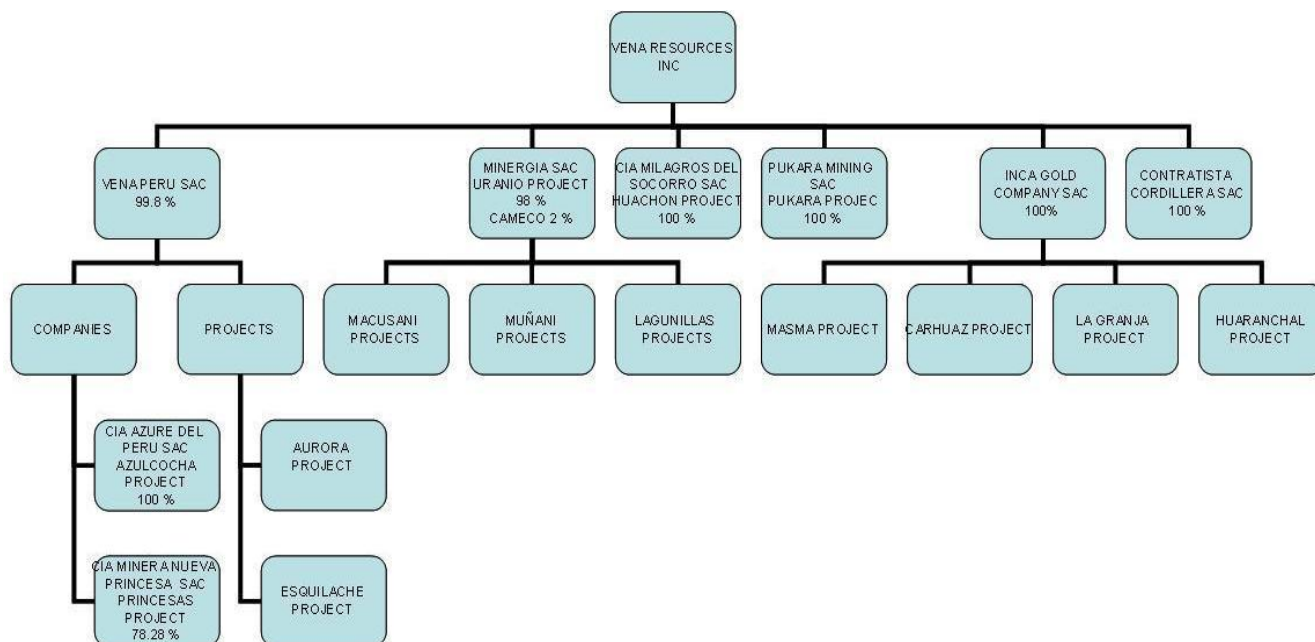 VENA RESOURCES
INC
VENA PERU SAC
99.8 %
MINERGIA SAC
URANIO PROJECT
98 %
CAMECO 2 %
CIA MILAGROS DEL
SOCORRO SAC
HUACHON PROJECT
100 %
PUKARA MINING
SAC
PUKARA PROJEC
100 %
INCA GOLD
COMPANY SAC
100%
CONTRATISTA
CORDILLERA SAC
100 %
COMPANIES
PROJECTS
MACUSANI
PROJECTS
MUÑANI
PROJECTS
LAGUNILLAS
PROJECTS
MASMA PROJECT
CARHUAZ PROJECT
LA GRANJA
PROJECT
HUARANCHAL
PROJECT
CIA AZURE DEL
PERU SAC
AZULCOCHA
PROJECT
100 %
AURORA
PROJECT
CIA MINERA NUEVA
PRINCESA SAC
PRINCESAS
PROJECT
78.28 %
ESQUILACHE
PROJECT